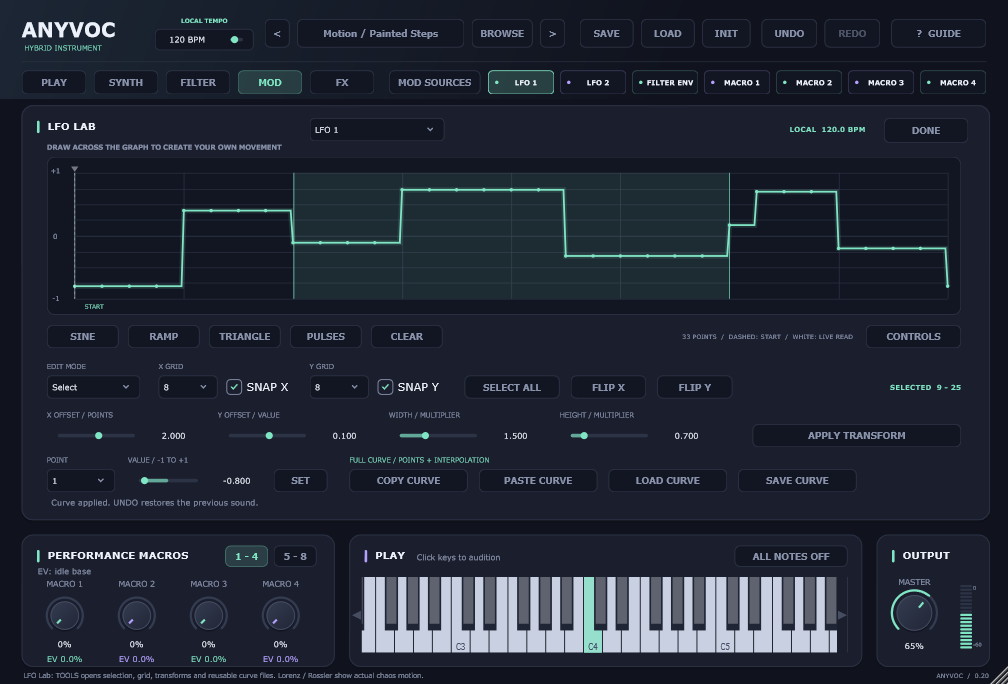 ANYVOC
HYBRID INSTRUMENT
LOCAL TEMPO
120 BPM
< Motion / Painted Steps BROWSE > SAVE LOAD INIT UNDO REDO ? GUIDE
PLAY SYNTH FILTER MOD FX MOD SOURCES LFO 1 LFO 2 FILTER ENV MACRO 1 MACRO 2 MACRO 3 MACRO 4
LFO LAB LFO 1 LOCAL 120.0 BPM DONE
DRAW ACROSS THE GRAPH TO CREATE YOUR OWN MOVEMENT
+1
0
-1
START
SINE RAMP TRIANGLE PULSES CLEAR 33 POINTS / DASHED: START / WHITE: LIVE READ CONTROLS
EDIT MODE X GRID Y GRID
Select 8 SNAP X 8 SNAP Y SELECT ALL FLIP X FLIP Y SELECTED 9 - 25
X OFFSET / POINTS Y OFFSET / VALUE WIDTH / MULTIPLIER HEIGHT / MULTIPLIER
2.000 0.100 1.500 0.700 APPLY TRANSFORM
POINT VALUE / -1 TO +1 FULL CURVE / POINTS + INTERPOLATION
1 -0.800 SET COPY CURVE PASTE CURVE LOAD CURVE SAVE CURVE
Curve applied. UNDO restores the previous sound.
PERFORMANCE MACROS 1 - 4 5 - 8
EV: idle base
MACRO 1 MACRO 2 MACRO 3 MACRO 4
0% 0% 0% 0%
EV 0.0% EV 0.0% EV 0.0% EV 0.0%
PLAY Click keys to audition ALL NOTES OFF
C3 C4 C5
OUTPUT
MASTER
0
65%
-60
LFO Lab: TOOLS opens selection, grid, transforms and reusable curve files. Lorenz / Rossler show actual chaos motion.
ANYVOC / 0.20